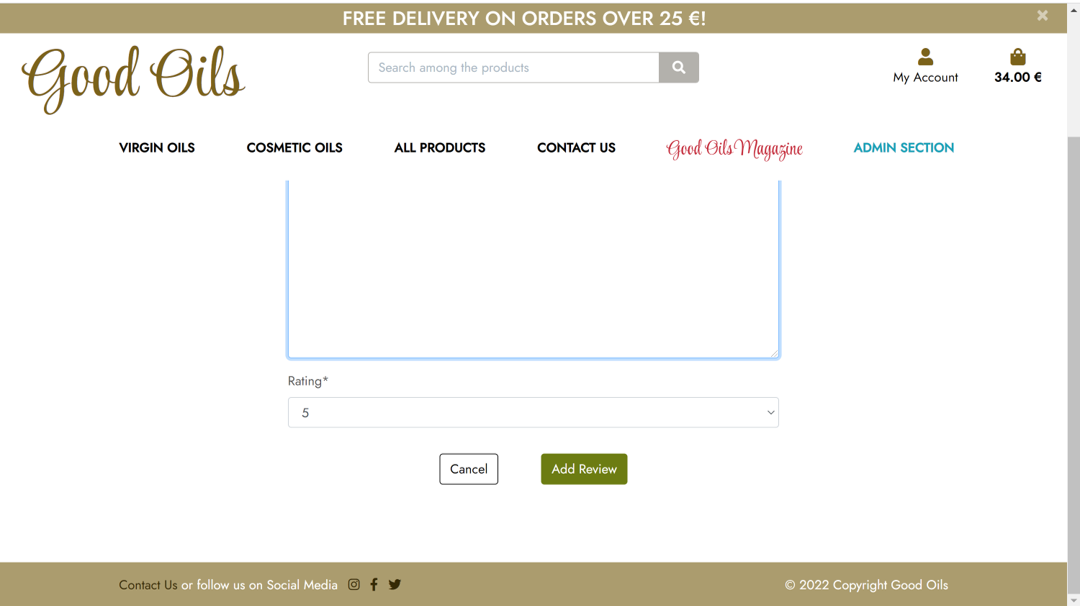 FREE DELIVERY ON ORDERS OVER 25 €!
Good Oils
Search among the products
My Account
34.00 €
VIRGIN OILS
COSMETIC OILS
ALL PRODUCTS
CONTACT US
Good Oils Magazine
ADMIN SECTION
Rating*
5
Cancel
Add Review
Contact Us or follow us on Social Media
© 2022 Copyright Good Oils